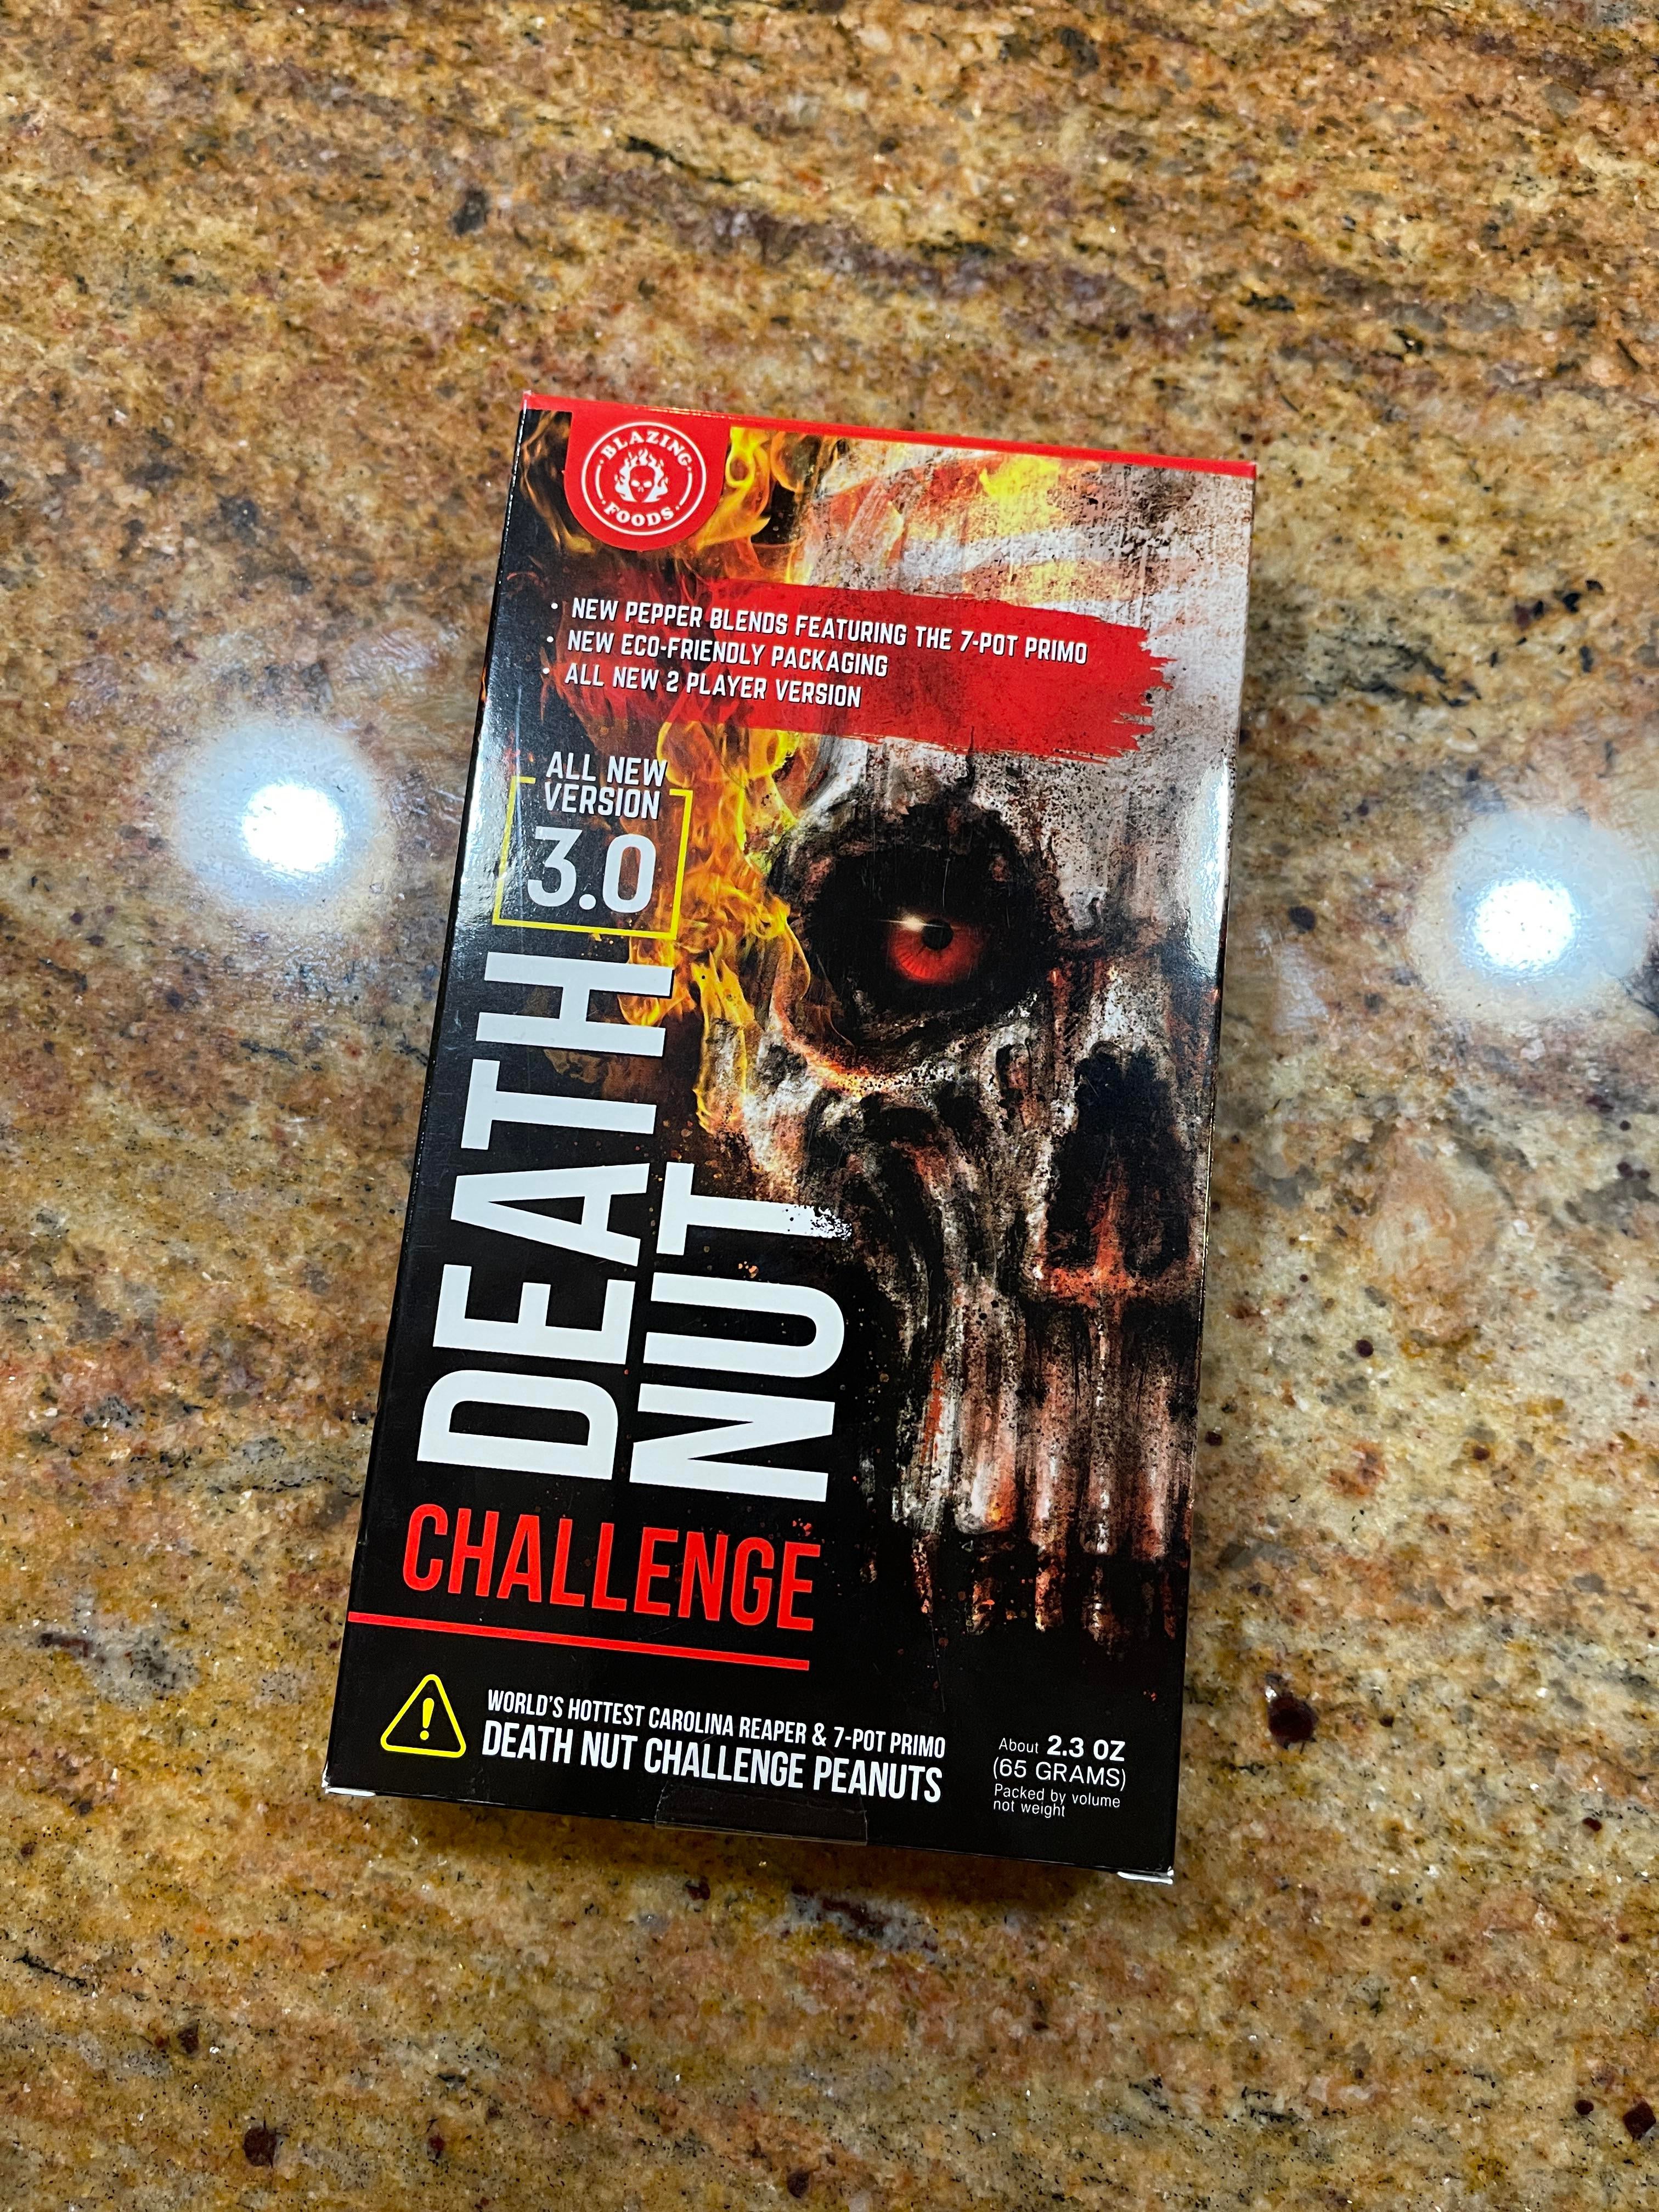 BLAZING
FOODS
• NEW PEPPER BLENDS FEATURING THE 7-POT PRIMO
• NEW ECO-FRIENDLY PACKAGING
• ALL NEW 2 PLAYER VERSION
ALL NEW
VERSION
3.0
DEATH
NUT
CHALLENGE
WORLD'S HOTTEST CAROLINA REAPER & 7-POT PRIMO
DEATH NUT CHALLENGE PEANUTS
About 2.3 OZ
(65 GRAMS)
Packed by volume
not weight